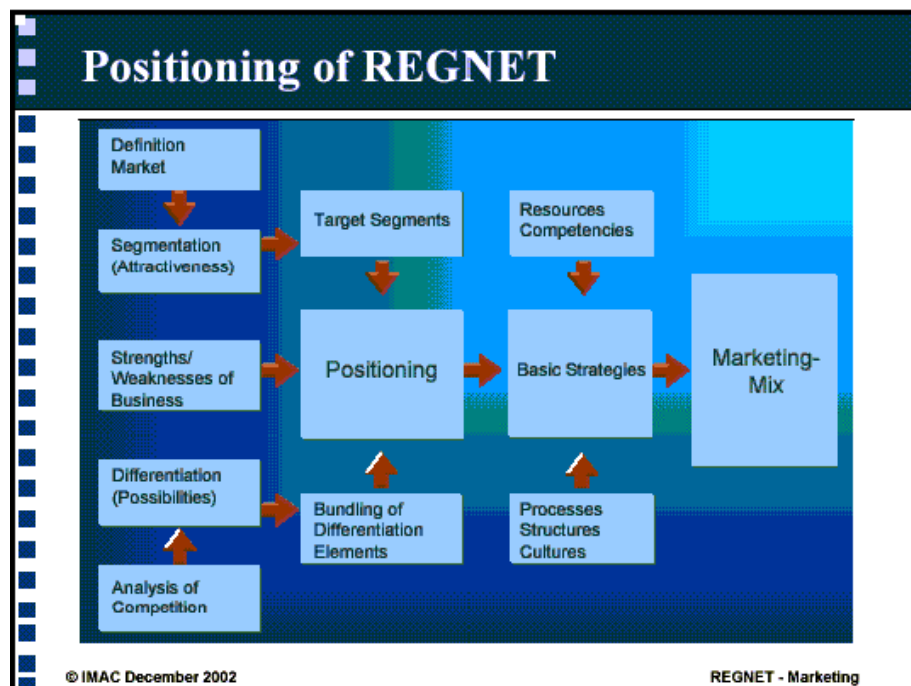 Positioning of REGNET
Definition
Market
Segmentation
(Attractiveness)
Target Segments
Resources
Competencies
Strengths/
Weaknesses of
Business
Positioning
Basic Strategies
Marketing-
Mix
Differentiation
(Possibilities)
Bundling of
Differentiation
Elements
Processes
Structures
Cultures
Analysis of
Competition
© IMAC December 2002
REGNET - Marketing